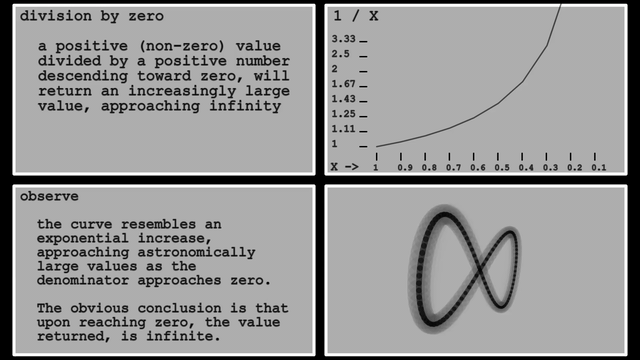 division by zero
a positive (non-zero) value
divided by a positive number
descending toward zero, will
return an increasingly large
value, approaching infinity
1 / X
3.33
2.5
2
1.67
1.43
1.25
1.11
1
X -> 1 0.9 0.8 0.7 0.6 0.5 0.4 0.3 0.2 0.1
observe
the curve resembles an
exponential increase,
approaching astronomically
large values as the
denominator approaches zero.
The obvious conclusion is that
upon reaching zero, the value
returned, is infinite.